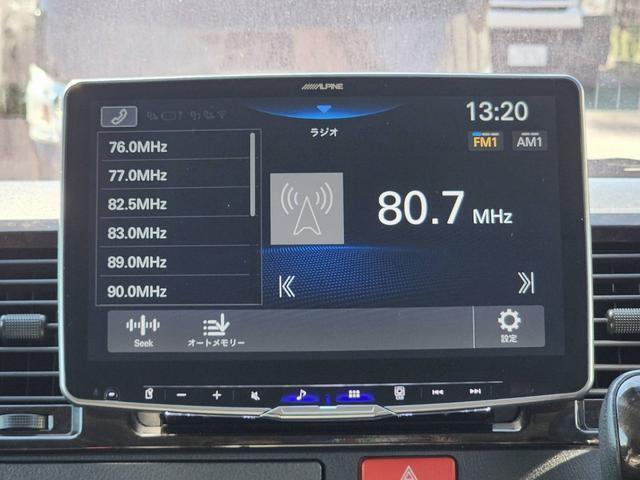 ALPINE
13:20
ラジオ
FM1 AM1
76.0MHz
77.0MHz
82.5MHz
83.0MHz
89.0MHz
90.0MHz
80.7 MHz
Seek
オートメモリー
設定